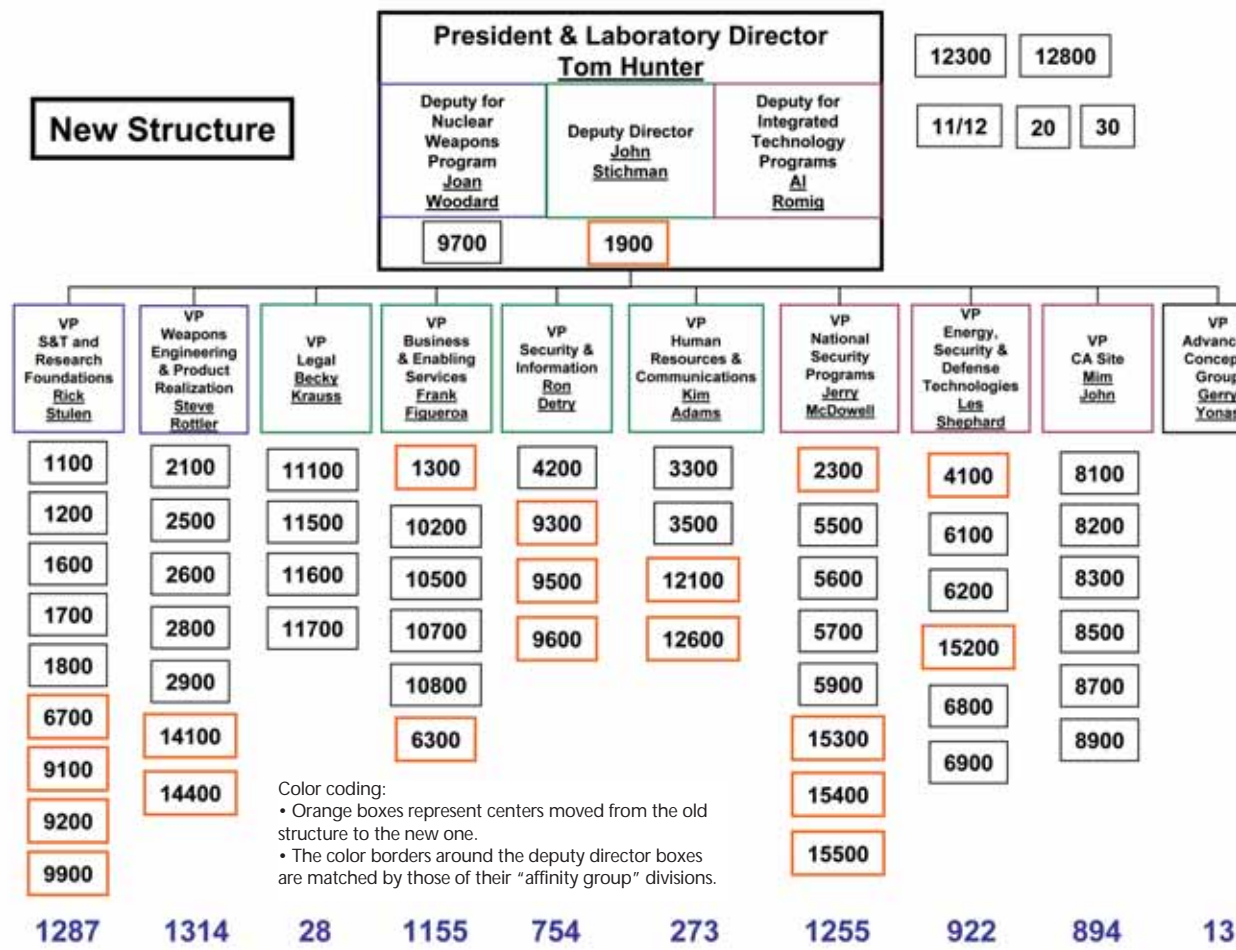 President & Laboratory Director
Tom Hunter
New Structure
Deputy for
Nuclear
Weapons
Program
Joan
Woodard
Deputy Director
John
Stichman
Deputy for
Integrated
Technology
Programs
Al
Romig
9700
1900
12300
12800
11/12
20
30
VP
S&T and
Research
Foundations
Rick
Stulen
1100
1200
1600
1700
1800
6700
9100
9200
9900
1287
VP
Weapons
Engineering
& Product
Realization
Steve
Rottler
2100
2500
2600
2800
2900
14100
14400
1314
VP
Legal
Becky
Krauss
11100
11500
11600
11700
28
VP
Business
& Enabling
Services
Frank
Figueroa
1300
10200
10500
10700
10800
6300
1155
VP
Security &
Information
Ron
Detry
4200
9300
9500
9600
754
VP
Human
Resources &
Communications
Kim
Adams
3300
3500
12100
12600
273
VP
National
Security
Programs
Jerry
McDowell
2300
5500
5600
5700
5900
15300
15400
15500
1255
VP
Energy,
Security &
Defense
Technologies
Les
Shephard
4100
6100
6200
15200
6800
6900
922
VP
CA Site
Mim
John
8100
8200
8300
8500
8700
8900
894
VP
Advanc
Concep
Group
Gerry
Yonas
13
Color coding:
• Orange boxes represent centers moved from the old
structure to the new one.
• The color borders around the deputy director boxes
are matched by those of their “affinity group” divisions.